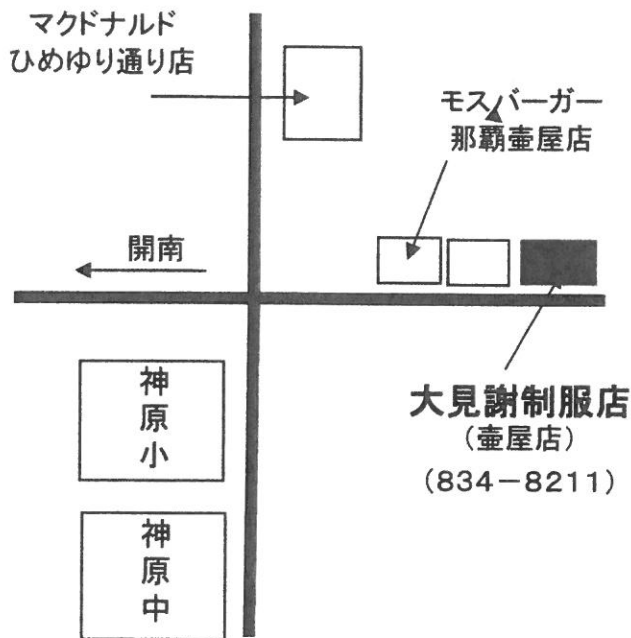 マクドナルド
ひめゆり通り店
モスバーガー
那覇壷屋店
開南
神原小
大見謝制服店
(壷屋店)
(834－8211)
神原中